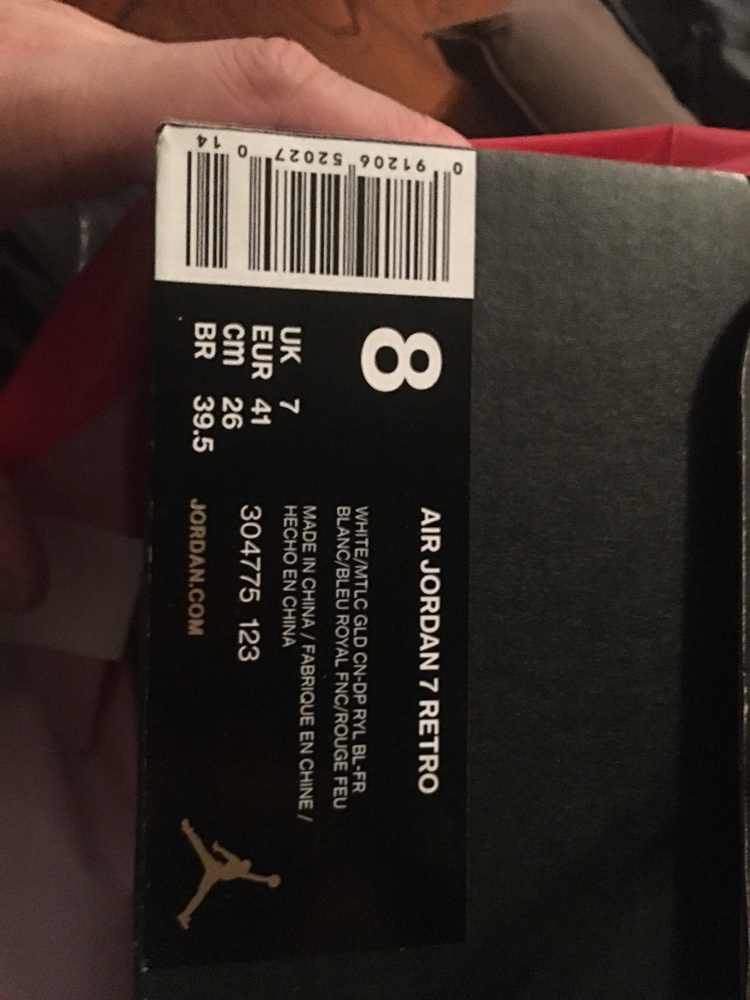 0 91206 52027 0 14
8
UK 7
EUR 41
cm 26
BR 39.5
AIR JORDAN 7 RETRO
WHITE/MTLC GLD CN-DP RYL BL-FR
BLANC/BLEU ROYAL FNC/ROUGE FEU
MADE IN CHINA / FABRIQUE EN CHINE /
HECHO EN CHINA
304775 123
JORDAN.COM